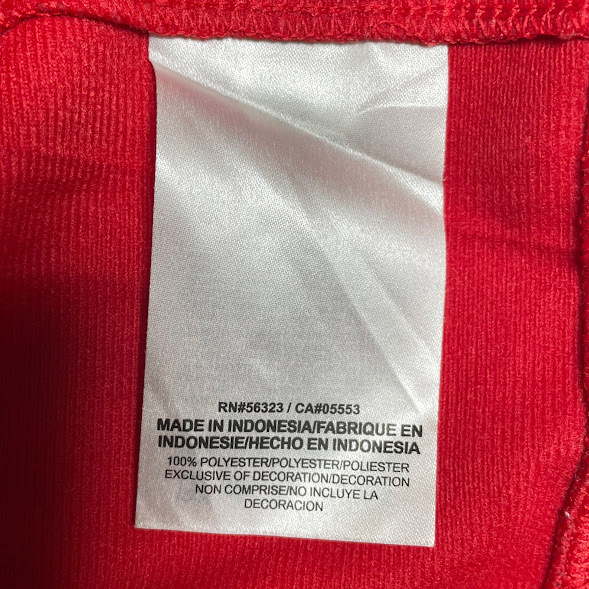 RN#56323 / CA#05553
MADE IN INDONESIA/FABRIQUE EN
INDONESIE/HECHO EN INDONESIA
100% POLYESTER/POLYESTER/POLIESTER
EXCLUSIVE OF DECORATION/DECORATION
NON COMPRISE/NO INCLUYE LA
DECORACION